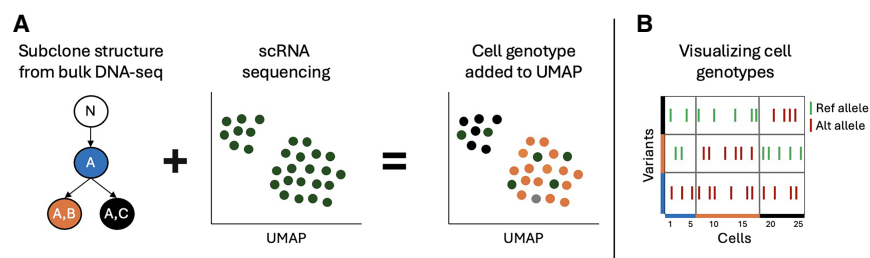 A
Subclone structure
from bulk DNA-seq
N
A
A,B
A,C
+
scRNA
sequencing
UMAP
=
Cell genotype
added to UMAP
UMAP
B
Visualizing cell
genotypes
Variants
Ref allele
Alt allele
1 5 10 15 20 25
Cells